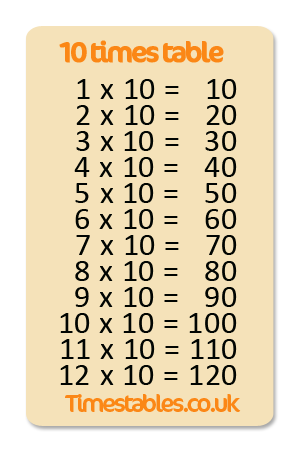 10 times table
1 x 10 = 10
2 x 10 = 20
3 x 10 = 30
4 x 10 = 40
5 x 10 = 50
6 x 10 = 60
7 x 10 = 70
8 x 10 = 80
9 x 10 = 90
10 x 10 = 100
11 x 10 = 110
12 x 10 = 120
Timestables.co.uk